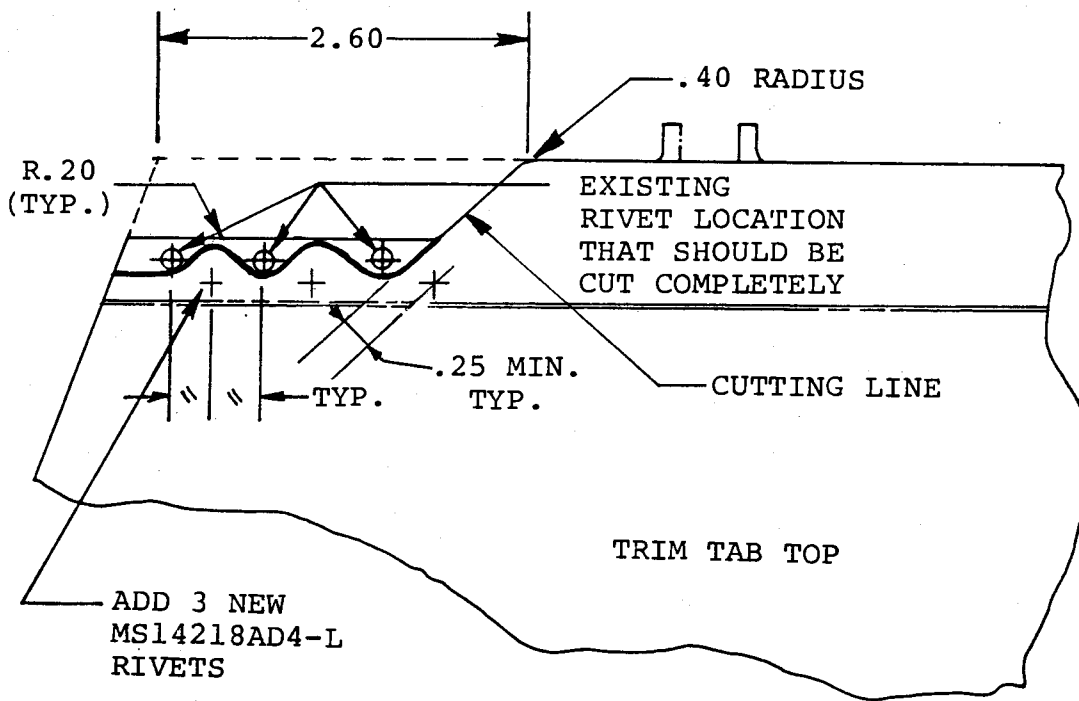 2.60
.40 RADIUS
R.20
(TYP.)
EXISTING
RIVET LOCATION
THAT SHOULD BE
CUT COMPLETELY
.25 MIN.
TYP.
TYP.
CUTTING LINE
TRIM TAB TOP
ADD 3 NEW
MS14218AD4-L
RIVETS